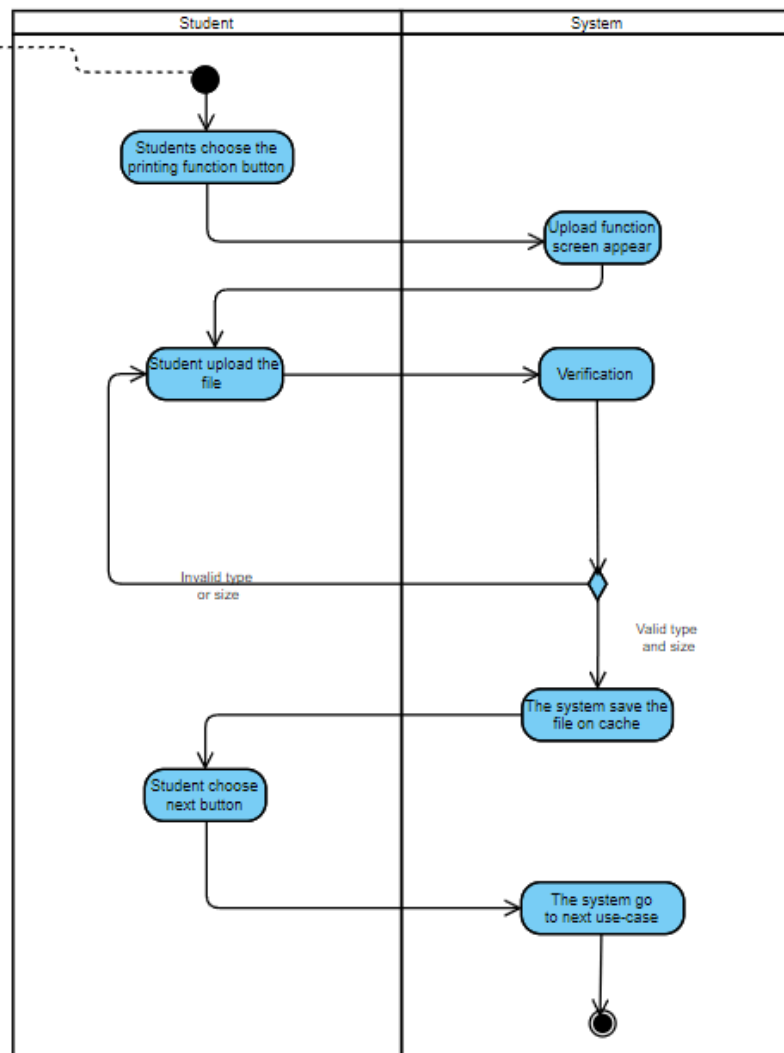 Student
System
Students choose the
printing function button
Upload function
screen appear
Student upload the
file
Verification
Invalid type
or size
Valid type
and size
The system save the
file on cache
Student choose
next button
The system go
to next use-case